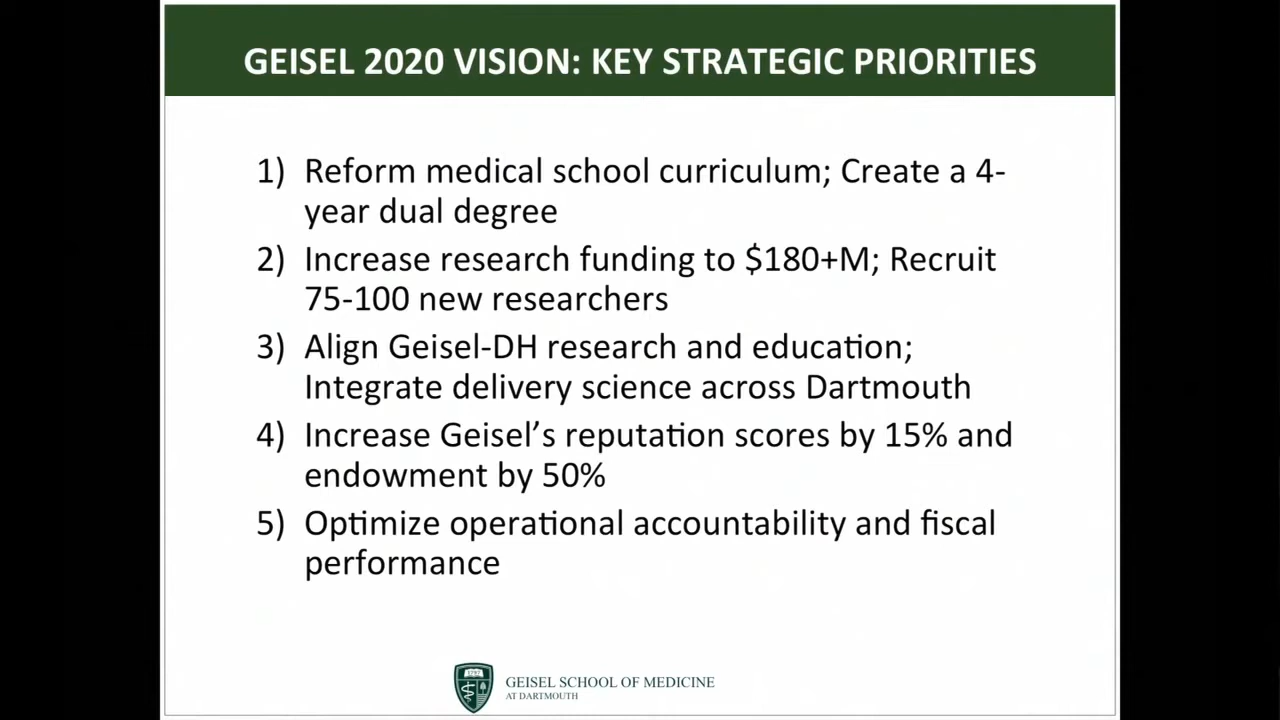 GEISEL 2020 VISION: KEY STRATEGIC PRIORITIES
1) Reform medical school curriculum; Create a 4-
year dual degree
2) Increase research funding to $180+M; Recruit
75-100 new researchers
3) Align Geisel-DH research and education;
Integrate delivery science across Dartmouth
4) Increase Geisel’s reputation scores by 15% and
endowment by 50%
5) Optimize operational accountability and fiscal
performance
GEISEL SCHOOL OF MEDICINE
AT DARTMOUTH